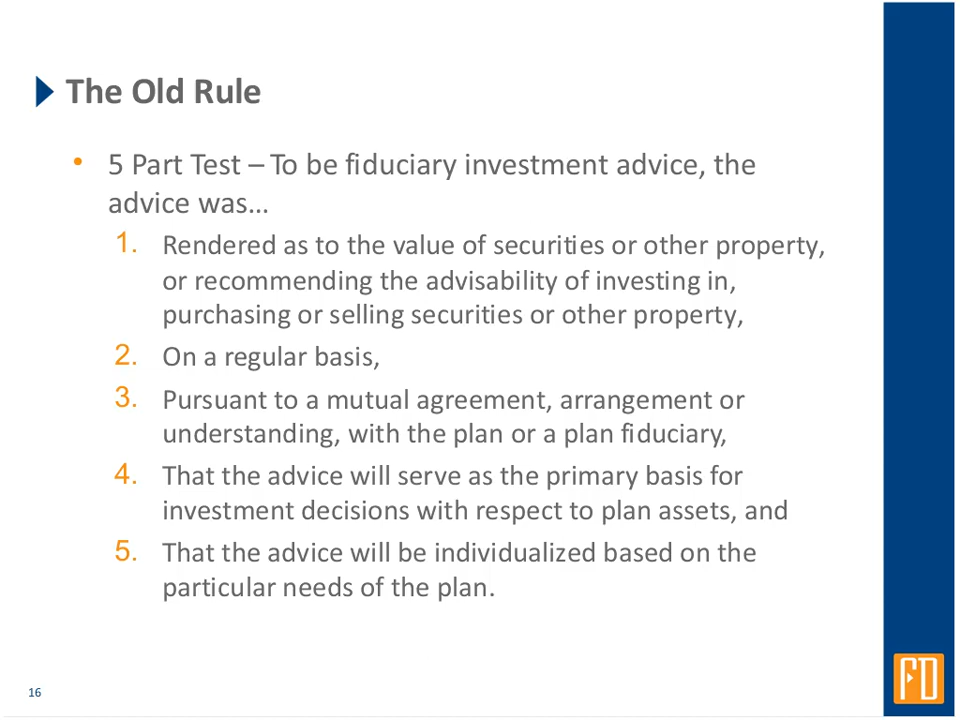 The Old Rule
• 5 Part Test – To be fiduciary investment advice, the
advice was…
1. Rendered as to the value of securities or other property,
or recommending the advisability of investing in,
purchasing or selling securities or other property,
2. On a regular basis,
3. Pursuant to a mutual agreement, arrangement or
understanding, with the plan or a plan fiduciary,
4. That the advice will serve as the primary basis for
investment decisions with respect to plan assets, and
5. That the advice will be individualized based on the
particular needs of the plan.
16
FD